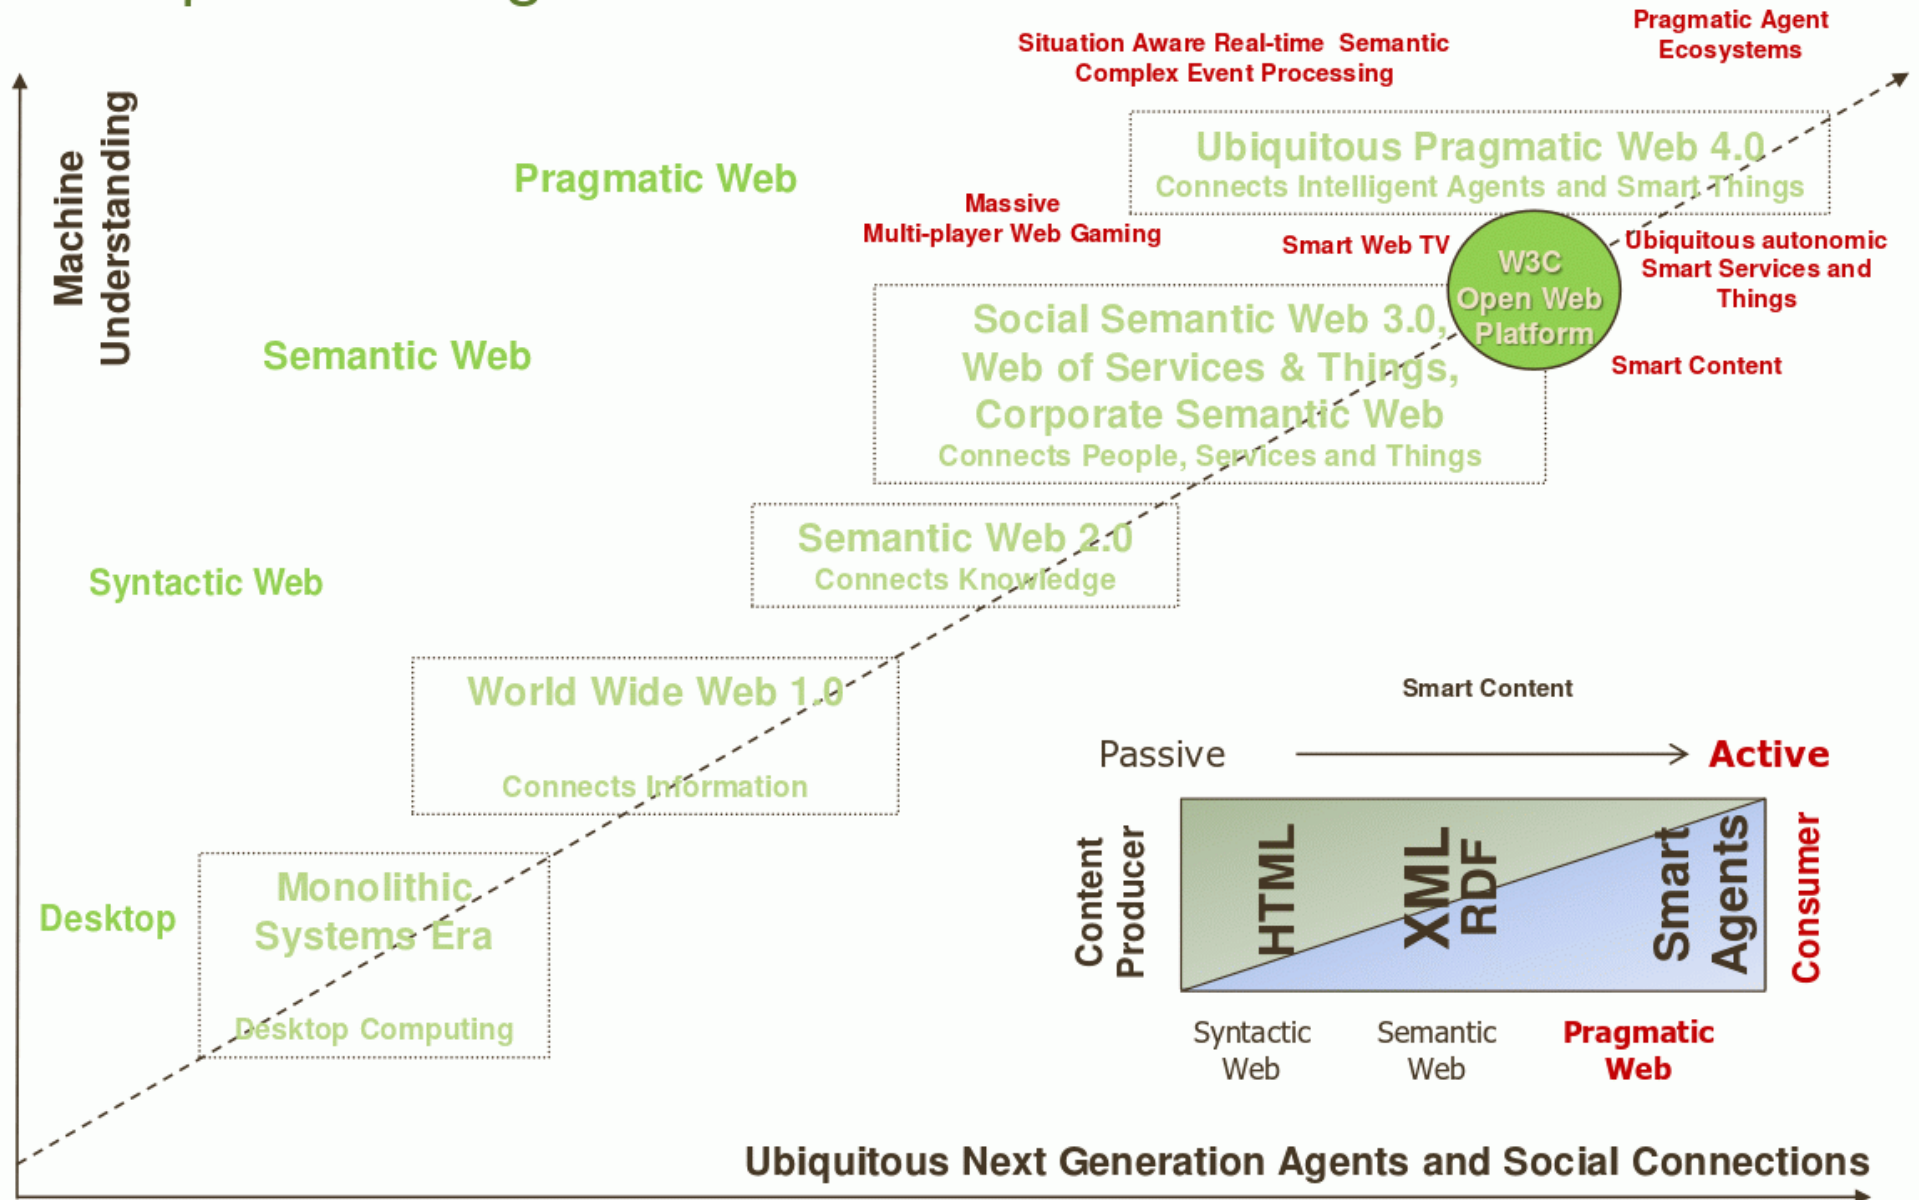 Situation Aware Real-time Semantic
Complex Event Processing
Pragmatic Agent
Ecosystems
Machine
Understanding
Ubiquitous Pragmatic Web 4.0
Connects Intelligent Agents and Smart Things
Pragmatic Web
Massive
Multi-player Web Gaming
Smart Web TV
W3C
Open Web
Platform
Ubiquitous autonomic
Smart Services and
Things
Social Semantic Web 3.0,
Web of Services & Things,
Corporate Semantic Web
Connects People, Services and Things
Semantic Web
Smart Content
Semantic Web 2.0
Connects Knowledge
Syntactic Web
World Wide Web 1.0
Connects Information
Smart Content
Passive
Active
Content
Producer
HTML
XML
RDF
Smart
Agents
Consumer
Desktop
Monolithic
Systems Era
Desktop Computing
Syntactic
Web
Semantic
Web
Pragmatic
Web
Ubiquitous Next Generation Agents and Social Connections